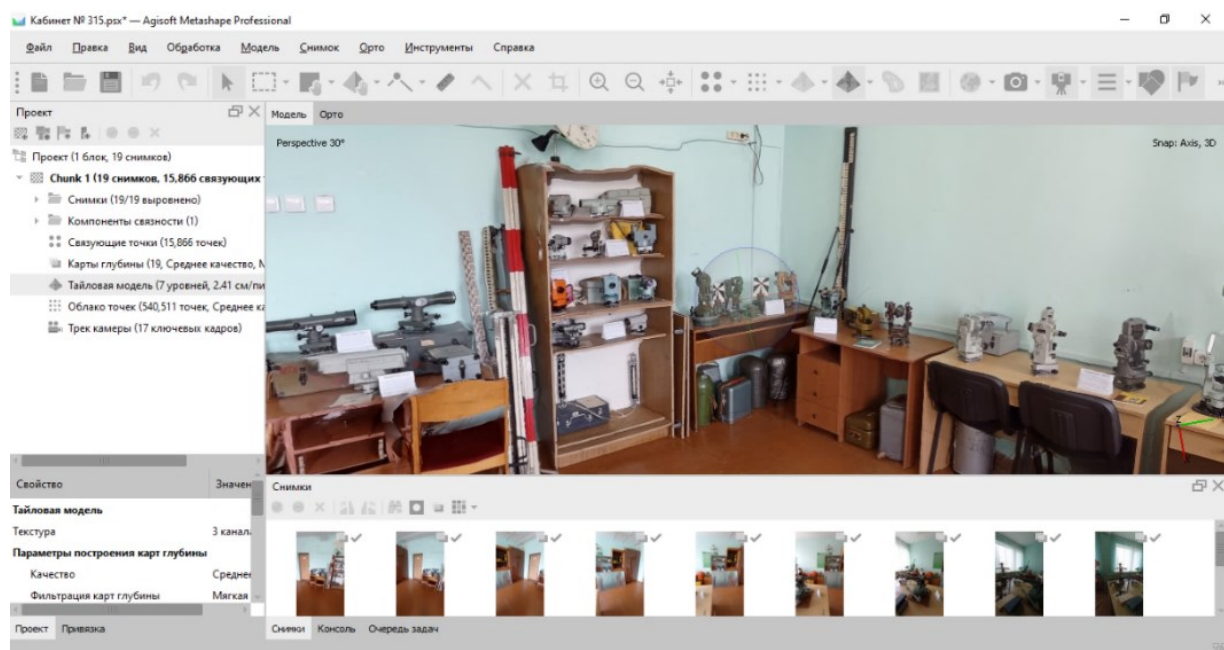 Кабинет № 315.psx* — Agisoft Metashape Professional
Файл Правка Вид Обработка Модель Снимок Орто Инструменты Справка
Проект
Модель Орто
Perspective 30°
Snap: Axis, 3D
Проект (1 блок, 19 снимков)
Chunk 1 (19 снимков, 15,866 связующих
Снимки (19/19 выровнено)
Компоненты связности (1)
Связующие точки (15,866 точек)
Карты глубины (19, Среднее качество, М
Тайловая модель (7 уровней, 2.41 cm/пи
Облако точек (540,511 точек, Среднее ка
Трек камеры (17 ключевых кадров)
Свойство Значен
Тайловая модель
Текстура 3 канала
Параметры построения карт глубины
Качество Среднее
Фильтрация карт глубины Мягкая
Снимки
Проект Привязка
Снимки Консоль Очередь задач